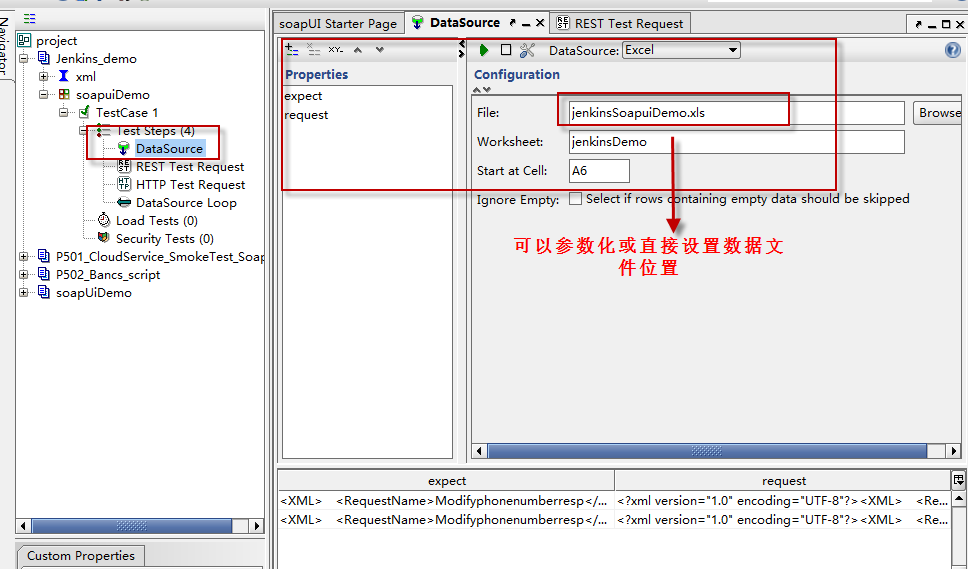 Navigator
project
Jenkins_demo
xml
soapuiDemo
TestCase 1
Test Steps (4)
DataSource
REST Test Request
HTTP Test Request
DataSource Loop
Load Tests (0)
Security Tests (0)
P501_CloudService_SmokeTest_Soap
P502_Bancs_script
soapUiDemo
Custom Properties
soapUI Starter Page
DataSource
REST Test Request
DataSource: Excel
Properties
expect
request
Configuration
File: jenkinsSoapuiDemo.xls Browse
Worksheet: jenkinsDemo
Start at Cell: A6
Ignore Empty: Select if rows containing empty data should be skipped
可以参数化或直接设置数据文
件位置
expect request
<XML> <RequestName>Modifyphonenumberresp</... <?xml version="1.0" encoding="UTF-8"?><XML> <Re...
<XML> <RequestName>Modifyphonenumberresp</... <?xml version="1.0" encoding="UTF-8"?><XML> <Re...